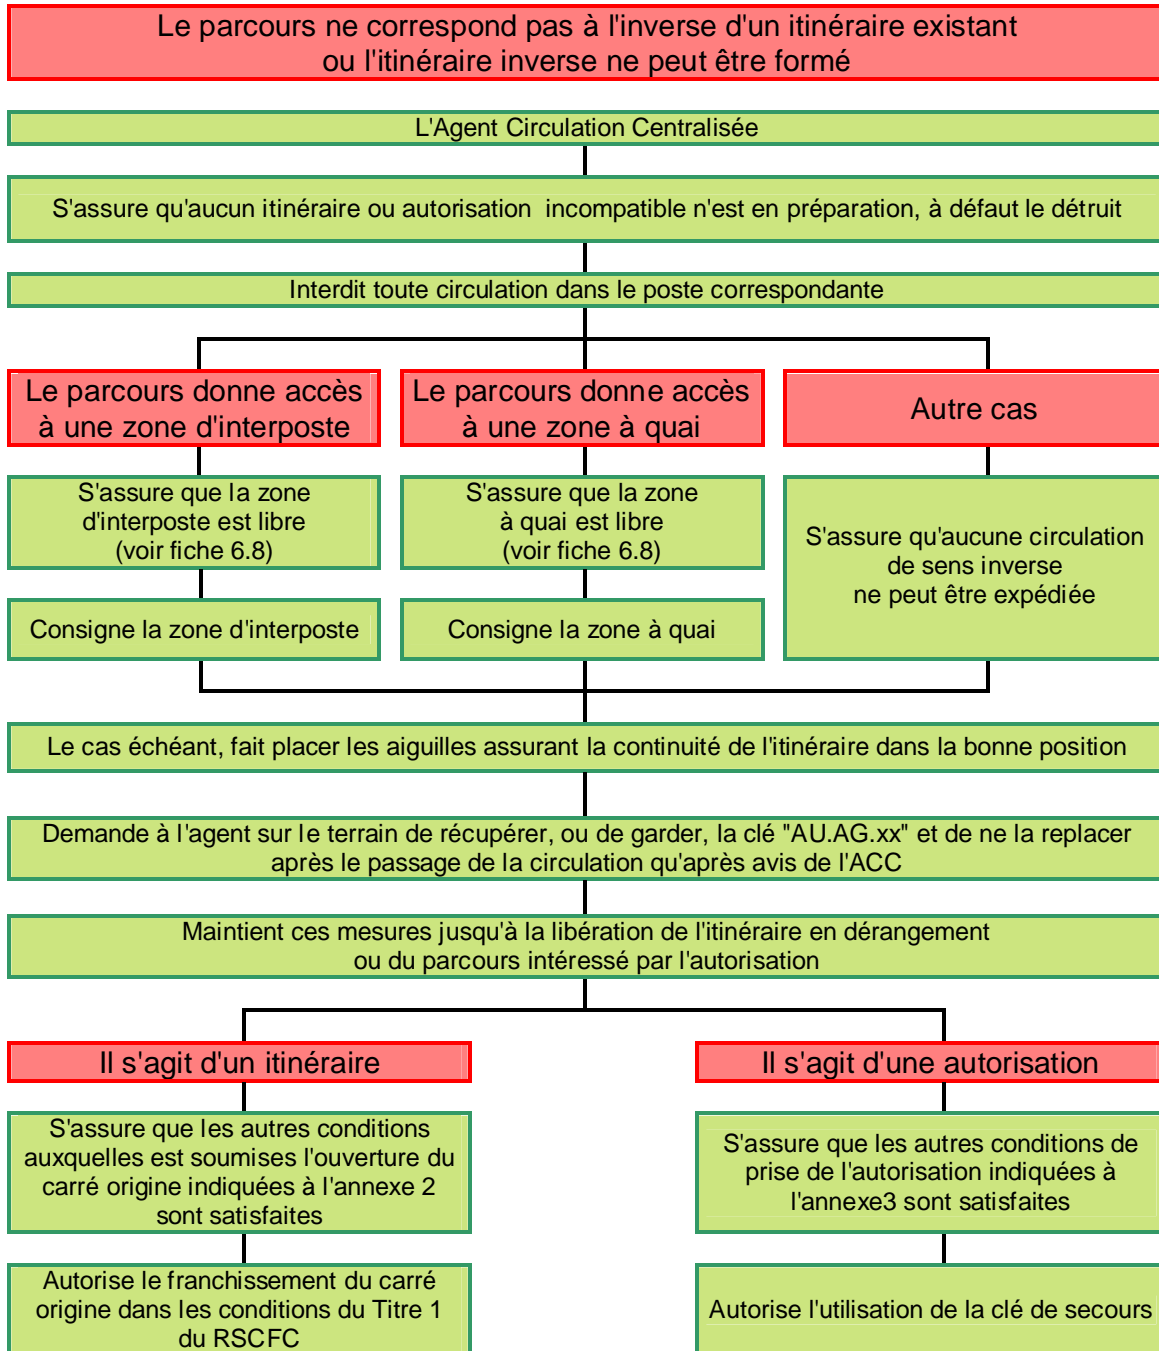 Le parcours ne correspond pas à l'inverse d'un itinéraire existant
ou l'itinéraire inverse ne peut être formé
L'Agent Circulation Centralisée
S'assure qu'aucun itinéraire ou autorisation incompatible n'est en préparation, à défaut le détruit
Interdit toute circulation dans le poste correspondante
Le parcours donne accès
à une zone d'interposte
Le parcours donne accès
à une zone à quai
Autre cas
S'assure que la zone
d'interposte est libre
(voir fiche 6.8)
S'assure que la zone
à quai est libre
(voir fiche 6.8)
S'assure qu'aucune circulation
de sens inverse
ne peut être expédiée
Consigne la zone d'interposte
Consigne la zone à quai
Le cas échéant, fait placer les aiguilles assurant la continuité de l'itinéraire dans la bonne position
Demande à l'agent sur le terrain de récupérer, ou de garder, la clé "AU.AG.xx" et de ne la replacer
après le passage de la circulation qu'après avis de l'ACC
Maintient ces mesures jusqu'à la libération de l'itinéraire en dérangement
ou du parcours intéressé par l'autorisation
Il s'agit d'un itinéraire
Il s'agit d'une autorisation
S'assure que les autres conditions
auxquelles est soumises l'ouverture du
carré origine indiquées à l'annexe 2
sont satisfaites
S'assure que les autres conditions de
prise de l'autorisation indiquées à
l'annexe3 sont satisfaites
Autorise le franchissement du carré
origine dans les conditions du Titre 1
du RSCFC
Autorise l'utilisation de la clé de secours